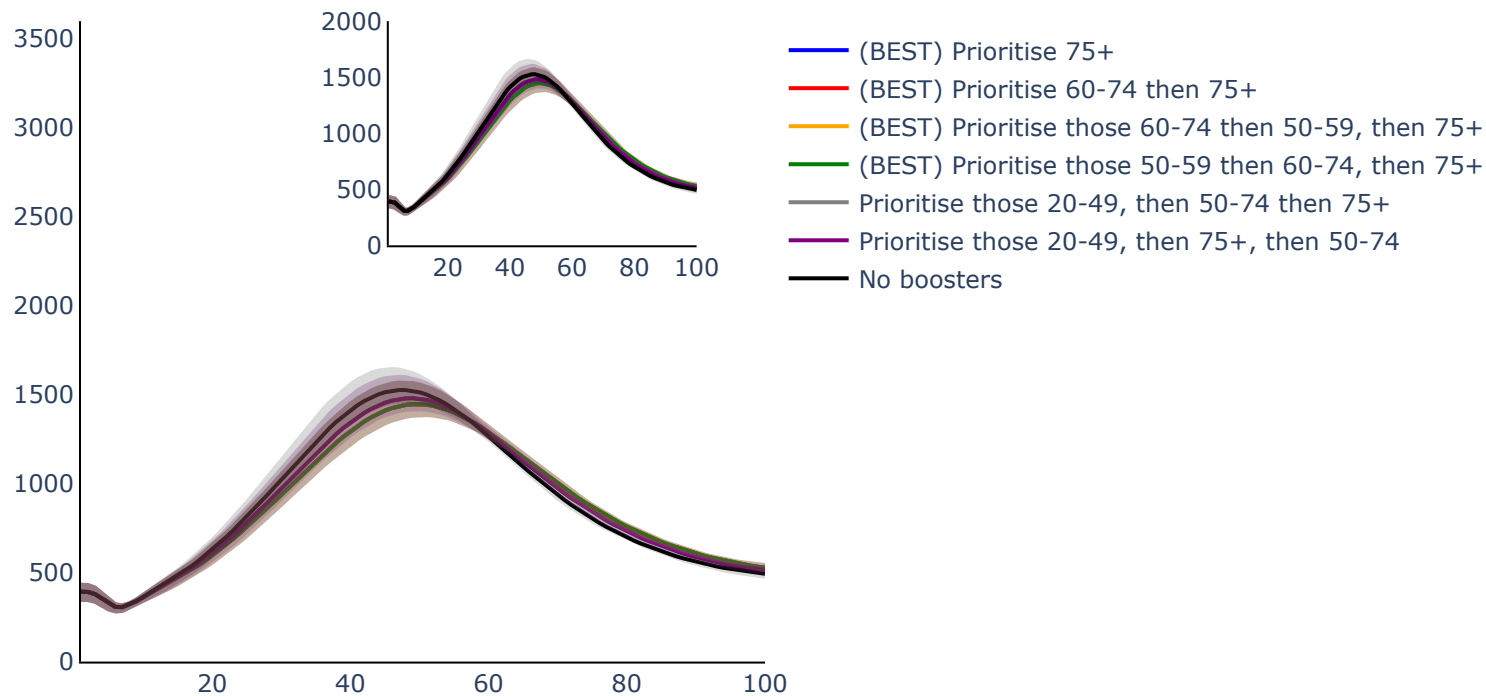 3500
3000
2500
2000
1500
1000
500
0
20 40 60 80 100
2000
1500
1000
500
0
20 40 60 80 100
(BEST) Prioritise 75+
(BEST) Prioritise 60-74 then 75+
(BEST) Prioritise those 60-74 then 50-59, then 75+
(BEST) Prioritise those 50-59 then 60-74, then 75+
Prioritise those 20-49, then 50-74 then 75+
Prioritise those 20-49, then 75+, then 50-74
No boosters